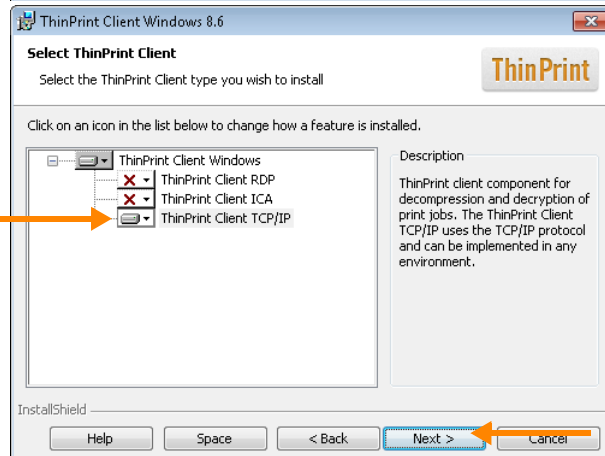 ThinPrint Client Windows 8.6
Select ThinPrint Client
Select the ThinPrint Client type you wish to install
ThinPrint
Click on an icon in the list below to change how a feature is installed.
ThinPrint Client Windows
ThinPrint Client RDP
ThinPrint Client ICA
ThinPrint Client TCP/IP
Description
ThinPrint client component for
decompression and decryption of
print jobs. The ThinPrint Client
TCP/IP uses the TCP/IP protocol
and can be implemented in any
environment.
InstallShield
Help
Space
< Back
Next >
Cancel